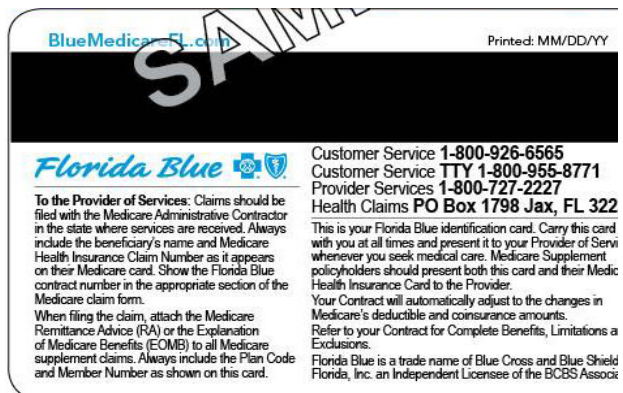 BlueMedicareFL.com
SAM
Printed: MM/DD/YY
Florida Blue
To the Provider of Services: Claims should be
filed with the Medicare Administrative Contractor
in the state where services are received. Always
include the beneficiary's name and Medicare
Health Insurance Claim Number as it appears
on their Medicare card. Show the Florida Blue
contract number in the appropriate section of the
Medicare claim form.
When filing the claim, attach the Medicare
Remittance Advice (RA) or the Explanation
of Medicare Benefits (EOMB) to all Medicare
supplement claims. Always include the Plan Code
and Member Number as shown on this card.
Customer Service 1-800-926-6565
Customer Service TTY 1-800-955-8771
Provider Services 1-800-727-2227
Health Claims PO Box 1798 Jax, FL 322
This is your Florida Blue identification card. Carry this card
with you at all times and present it to your Provider of Servi
whenever you seek medical care. Medicare Supplement
policyholders should present both this card and their Medic
Health Insurance Card to the Provider.
Your Contract will automatically adjust to the changes in
Medicare's deductible and coinsurance amounts.
Refer to your Contract for Complete Benefits, Limitations a
Exclusions.
Florida Blue is a trade name of Blue Cross and Blue Shield
Florida, Inc. an Independent Licensee of the BCBS Associa